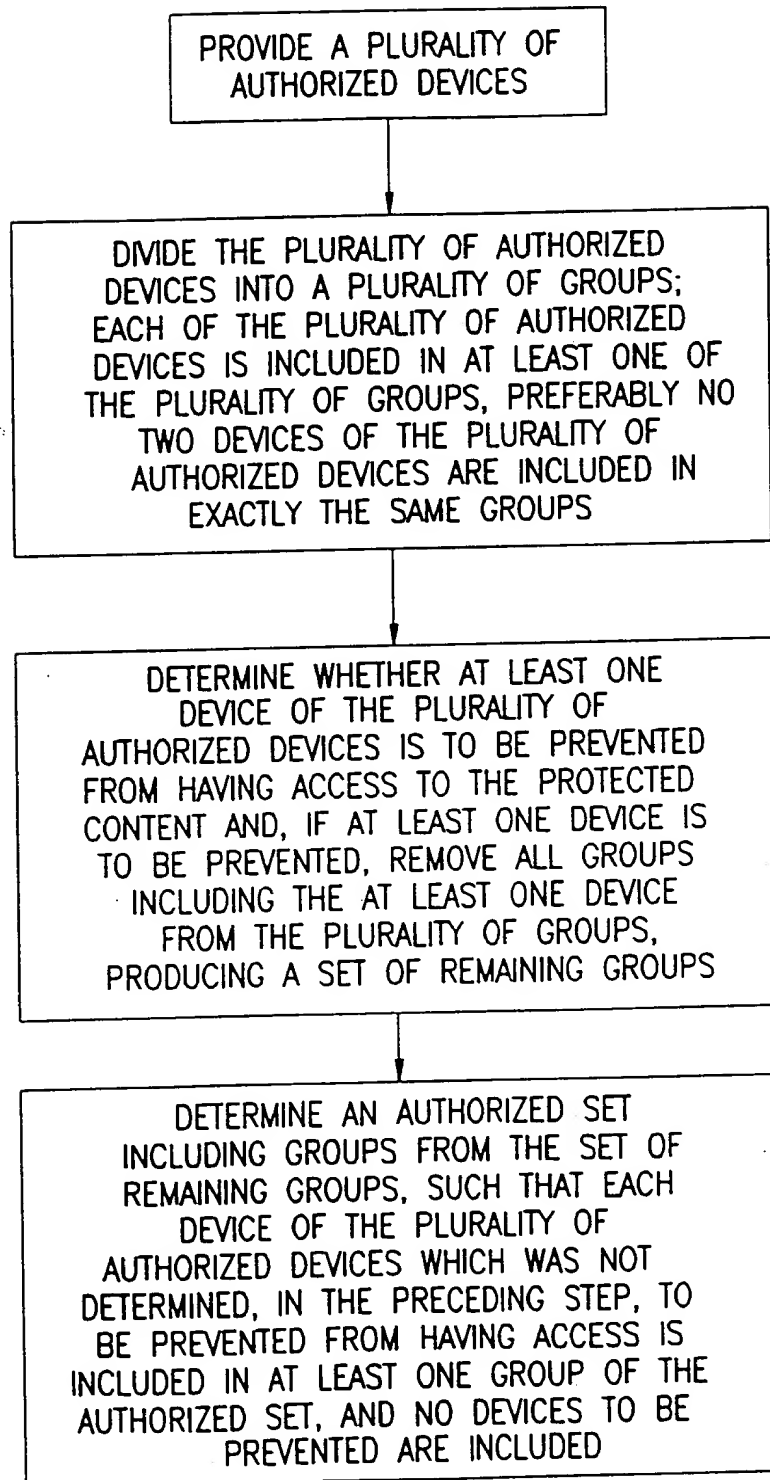 PROVIDE A PLURALITY OF
AUTHORIZED DEVICES
DIVIDE THE PLURALITY OF AUTHORIZED
DEVICES INTO A PLURALITY OF GROUPS;
EACH OF THE PLURALITY OF AUTHORIZED
DEVICES IS INCLUDED IN AT LEAST ONE OF
THE PLURALITY OF GROUPS, PREFERABLY NO
TWO DEVICES OF THE PLURALITY OF
AUTHORIZED DEVICES ARE INCLUDED IN
EXACTLY THE SAME GROUPS
DETERMINE WHETHER AT LEAST ONE
DEVICE OF THE PLURALITY OF
AUTHORIZED DEVICES IS TO BE PREVENTED
FROM HAVING ACCESS TO THE PROTECTED
CONTENT AND, IF AT LEAST ONE DEVICE IS
TO BE PREVENTED, REMOVE ALL GROUPS
INCLUDING THE AT LEAST ONE DEVICE
FROM THE PLURALITY OF GROUPS,
PRODUCING A SET OF REMAINING GROUPS
DETERMINE AN AUTHORIZED SET
INCLUDING GROUPS FROM THE SET OF
REMAINING GROUPS, SUCH THAT EACH
DEVICE OF THE PLURALITY OF
AUTHORIZED DEVICES WHICH WAS NOT
DETERMINED, IN THE PRECEDING STEP, TO
BE PREVENTED FROM HAVING ACCESS IS
INCLUDED IN AT LEAST ONE GROUP OF THE
AUTHORIZED SET, AND NO DEVICES TO BE
PREVENTED ARE INCLUDED